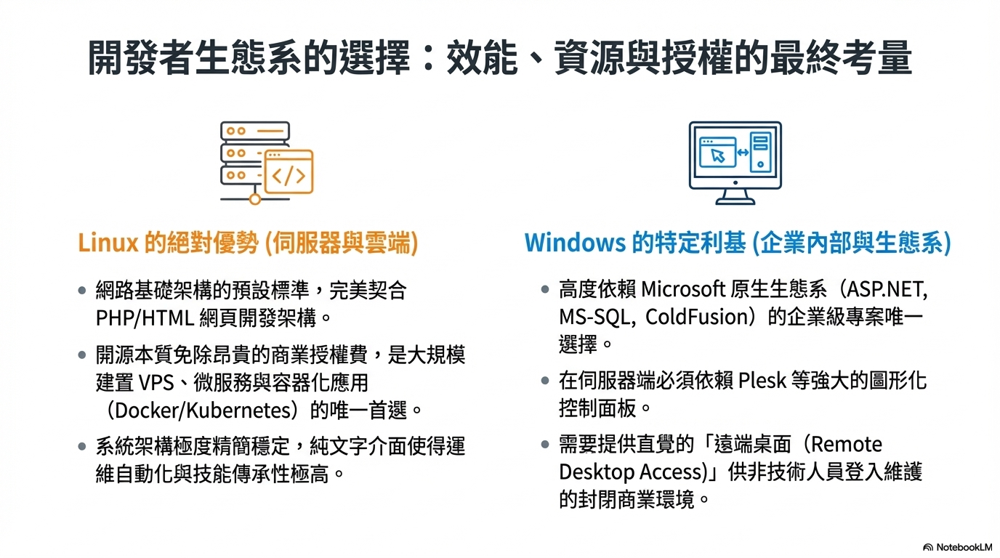 開發者生態系的選擇：效能、資源與授權的最終考量
</>
Linux 的絕對優勢 (伺服器與雲端)
• 網路基礎架構的預設標準，完美契合
PHP/HTML 網頁開發架構。
• 開源本質免除昂貴的商業授權費，是大規模
建置 VPS、微服務與容器化應用
（Docker/Kubernetes）的唯一首選。
• 系統架構極度精簡穩定，純文字介面使得運
維自動化與技能傳承性極高。
Windows 的特定利基 (企業內部與生態系)
• 高度依賴 Microsoft 原生生態系（ASP.NET,
MS-SQL, ColdFusion）的企業級專案唯一
選擇。
• 在伺服器端必須依賴 Plesk 等強大的圖形化
控制面板。
• 需要提供直覺的「遠端桌面（Remote
Desktop Access)」供非技術人員登入維護
的封閉商業環境。
NotebookLM